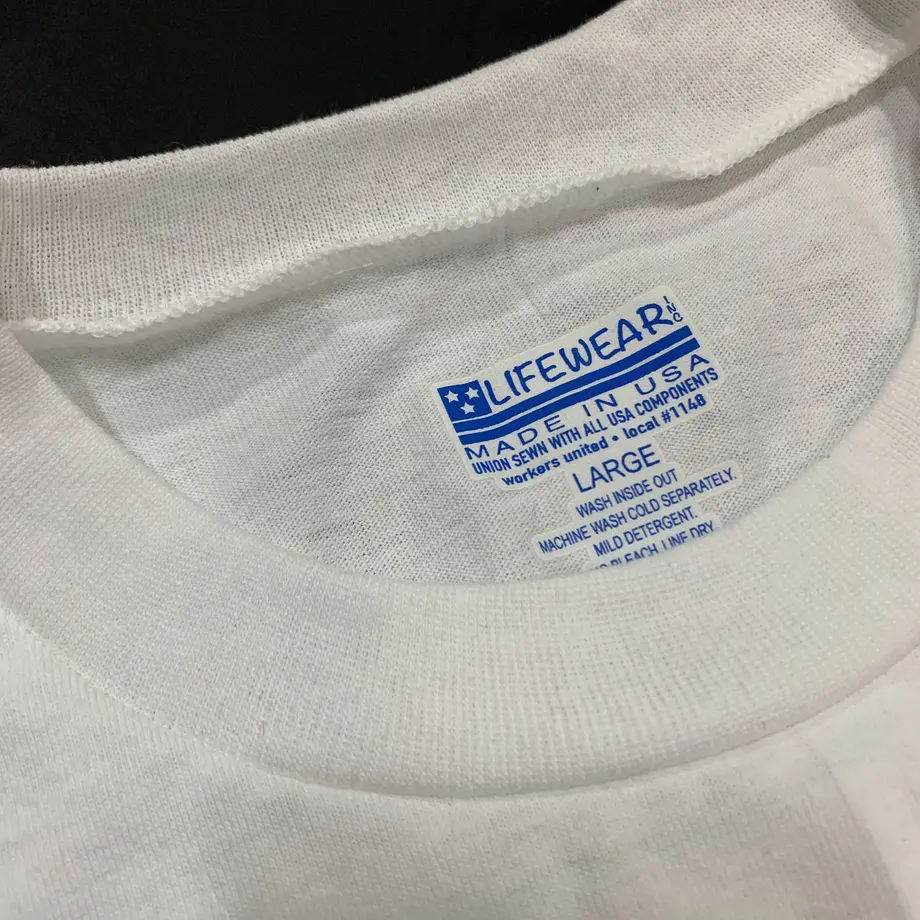 LIFEWEAR INC
MADE IN USA
UNION SEWN WITH ALL USA COMPONENTS
workers united • local #1148
LARGE
WASH INSIDE OUT
MACHINE WASH COLD SEPARATELY.
MILD DETERGENT.
BLEACH. LINE DRY